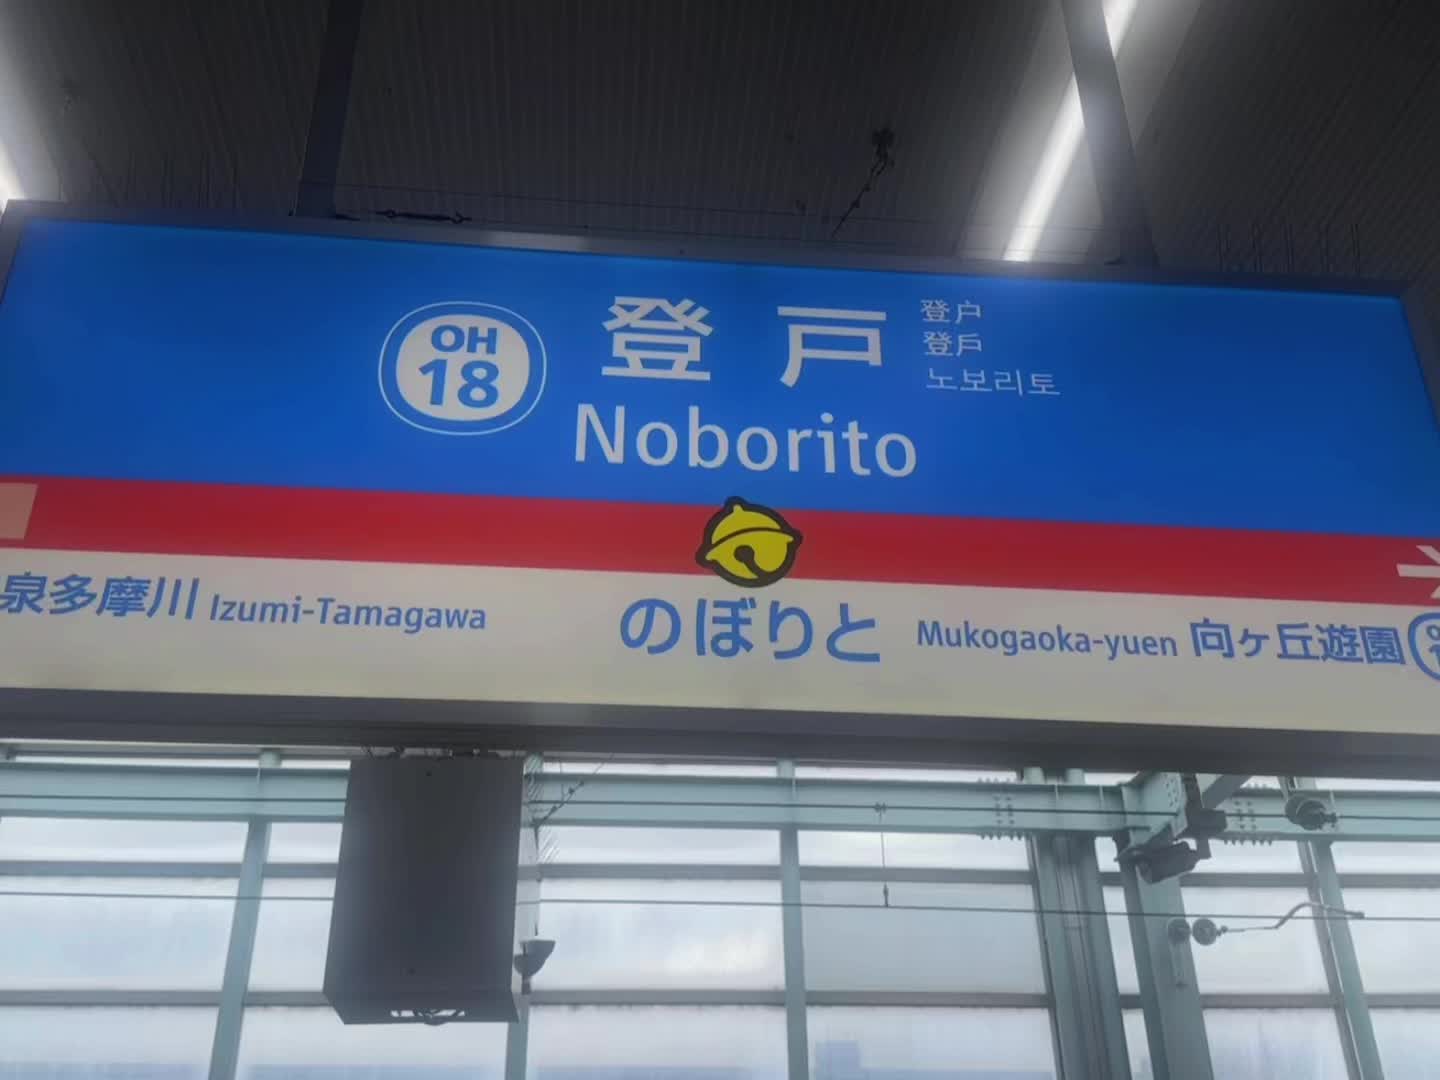 OH
18
登戸
登户
登戶
노보리토
Noborito
泉多摩川 Izumi-Tamagawa
のぼりと
Mukogaoka-yuen 向ヶ丘遊園